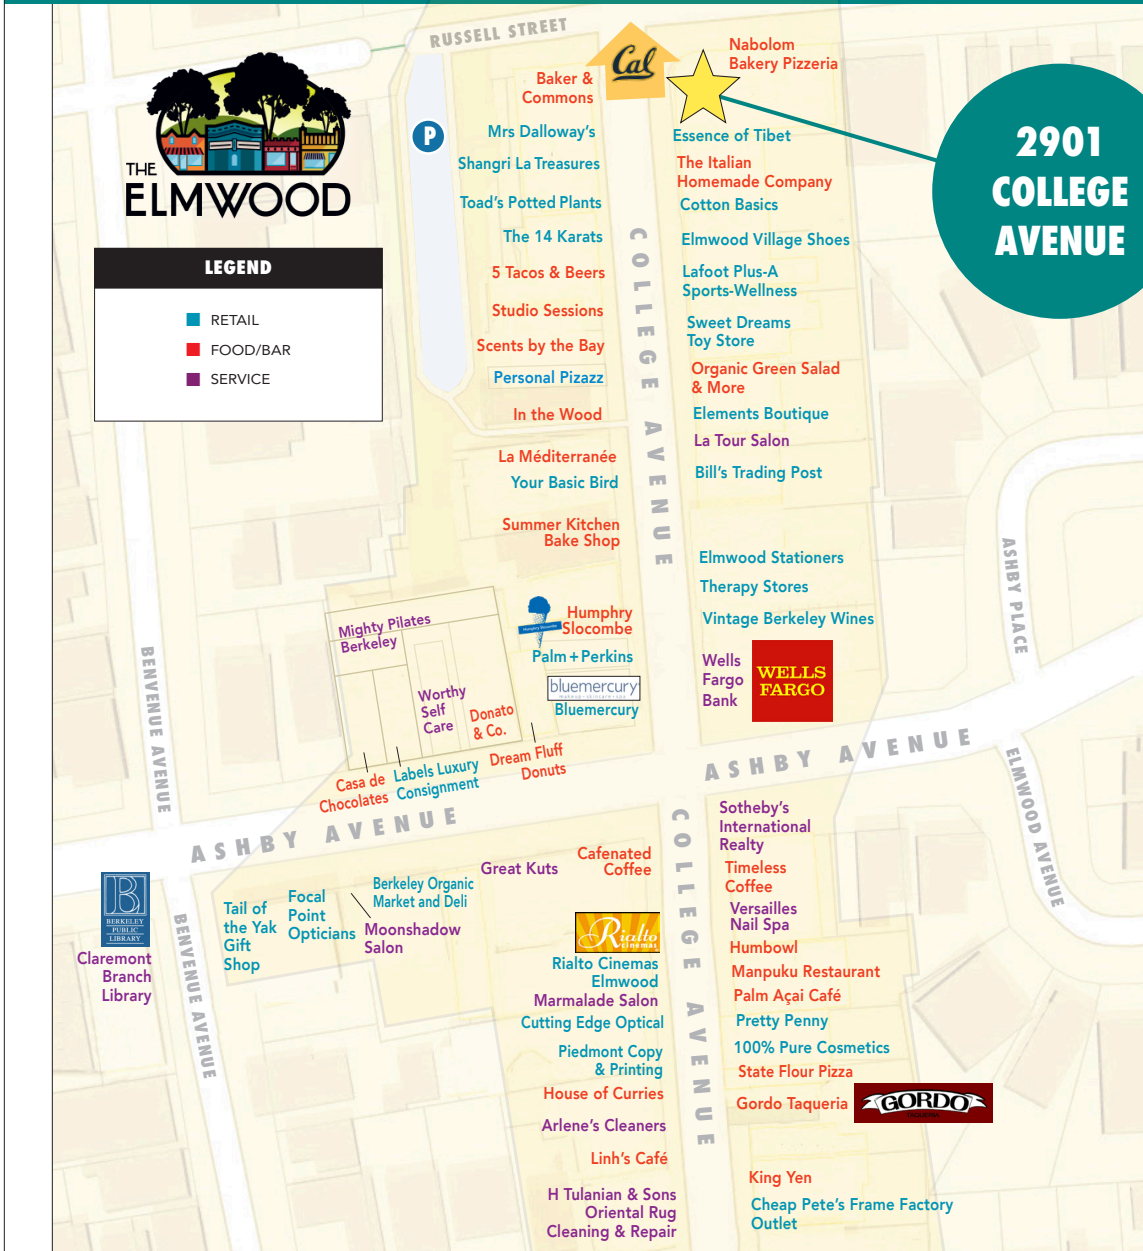 RUSSELL STREET
Cal
Nabolom
Bakery Pizzeria
Baker &
Commons
P
Mrs Dalloway's
Essence of Tibet
2901
COLLEGE
AVENUE
THE
ELMWOOD
Shangri La Treasures
The Italian
Homemade Company
Toad's Potted Plants
Cotton Basics
The 14 Karats
Elmwood Village Shoes
LEGEND
RETAIL
FOOD/BAR
SERVICE
5 Tacos & Beers
Lafoot Plus-A
Sports-Wellness
Studio Sessions
Sweet Dreams
Toy Store
Scents by the Bay
Personal Pizazz
Organic Green Salad
& More
In the Wood
Elements Boutique
La Tour Salon
La Méditerranée
Your Basic Bird
Bill's Trading Post
Summer Kitchen
Bake Shop
COLLEGE AVENUE
Elmwood Stationers
Therapy Stores
Vintage Berkeley Wines
ASHBY PLACE
Humphry Slocombe
Humphry
Slocombe
Palm + Perkins
Mighty Pilates
Berkeley
Wells
Fargo
Bank
WELLS
FARGO
bluemercury
makeup • skincare • spa
Bluemercury
Worthy
Self
Care
Donato
& Co.
Dream Fluff
Donuts
Casa de
Chocolates
Labels Luxury
Consignment
BENVENUE AVENUE
ASHBY AVENUE
ASHBY AVENUE
ELMWOOD AVENUE
COLLEGE AVENUE
Sotheby's
International
Realty
Cafenated
Coffee
Great Kuts
Timeless
Coffee
Berkeley Organic
Market and Deli
Focal
Point
Opticians
Tail of
the Yak
Gift
Shop
Moonshadow
Salon
B
BERKELEY
PUBLIC
LIBRARY
Claremont
Branch
Library
BENVENUE AVENUE
Versailles
Nail Spa
Rialto
cinemas
Rialto Cinemas
Elmwood
Humbowl
Manpuku Restaurant
Marmalade Salon
Palm Açai Café
Cutting Edge Optical
Pretty Penny
Piedmont Copy
& Printing
100% Pure Cosmetics
State Flour Pizza
House of Curries
Gordo Taqueria
GORDO
TAQUERIA
Arlene's Cleaners
Linh's Café
King Yen
H Tulanian & Sons
Oriental Rug
Cleaning & Repair
Cheap Pete's Frame Factory
Outlet